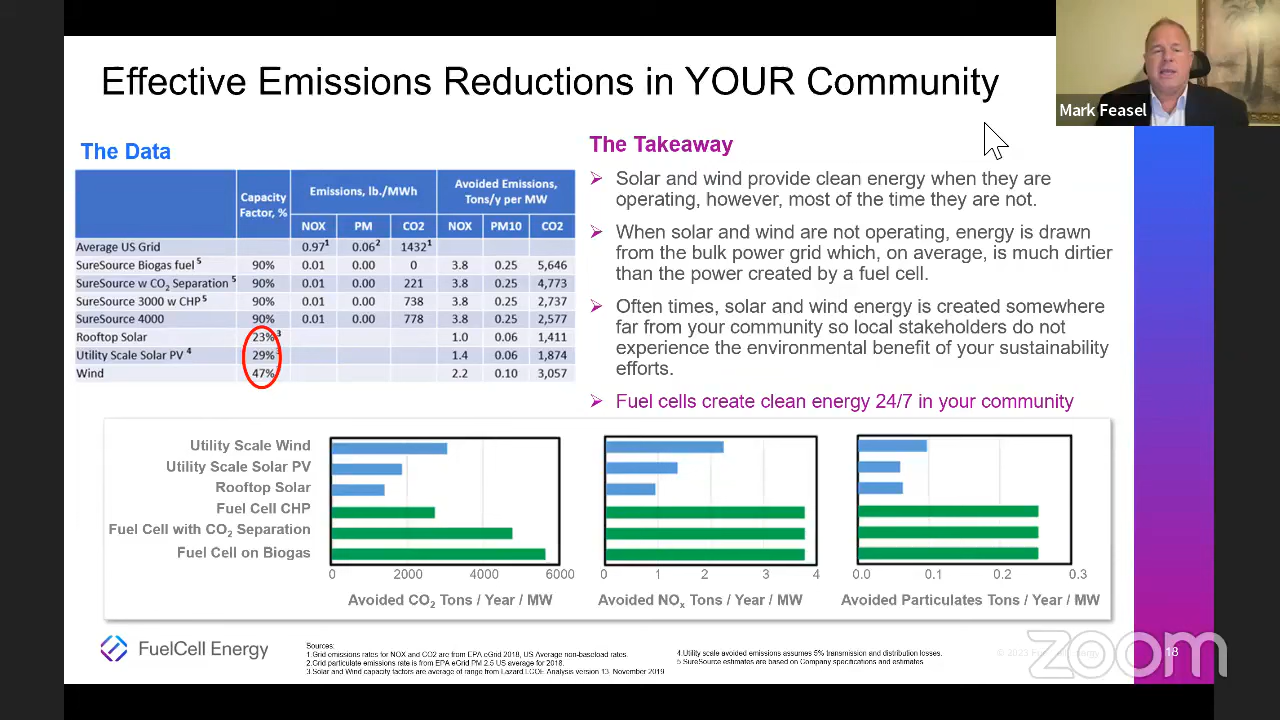 Effective Emissions Reductions in YOUR Community
Mark Feasel
The Data
Capacity Factor, %
Emissions, lb./MWh
Avoided Emissions, Tons/y per MW
NOX PM CO2 NOX PM10 CO2
Average US Grid 0.97¹ 0.06² 1432¹
SureSource Biogas fuel ⁵ 90% 0.01 0.00 0 3.8 0.25 5,646
SureSource w CO₂ Separation ⁵ 90% 0.01 0.00 221 3.8 0.25 4,773
SureSource 3000 w CHP ⁵ 90% 0.01 0.00 738 3.8 0.25 2,737
SureSource 4000 90% 0.01 0.00 778 3.8 0.25 2,577
Rooftop Solar 23%³ 1.0 0.06 1,411
Utility Scale Solar PV ⁴ 29% 1.4 0.06 1,874
Wind 47% 2.2 0.10 3,057
The Takeaway
Solar and wind provide clean energy when they are
operating, however, most of the time they are not.
When solar and wind are not operating, energy is drawn
from the bulk power grid which, on average, is much dirtier
than the power created by a fuel cell.
Often times, solar and wind energy is created somewhere
far from your community so local stakeholders do not
experience the environmental benefit of your sustainability
efforts.
Fuel cells create clean energy 24/7 in your community
Utility Scale Wind
Utility Scale Solar PV
Rooftop Solar
Fuel Cell CHP
Fuel Cell with CO₂ Separation
Fuel Cell on Biogas
0 2000 4000 6000
Avoided CO₂ Tons / Year / MW
0 1 2 3 4
Avoided NOₓ Tons / Year / MW
0.0 0.1 0.2 0.3
Avoided Particulates Tons / Year / MW
FuelCell Energy
Sources:
1.Grid emissions rates for NOX and CO2 are from EPA eGrid 2018, US Average non-baseload rates.
2.Grid particulate emissions rate is from EPA eGrid PM 2.5 US average for 2018.
3.Solar and Wind capacity factors are average of range from Lazard LCOE Analysis version 13- November 2019
4.Utility scale avoided emissions assumes 5% transmission and distribution losses.
5 SureSource estimates are based on Company specifications and estimates
zoom
18